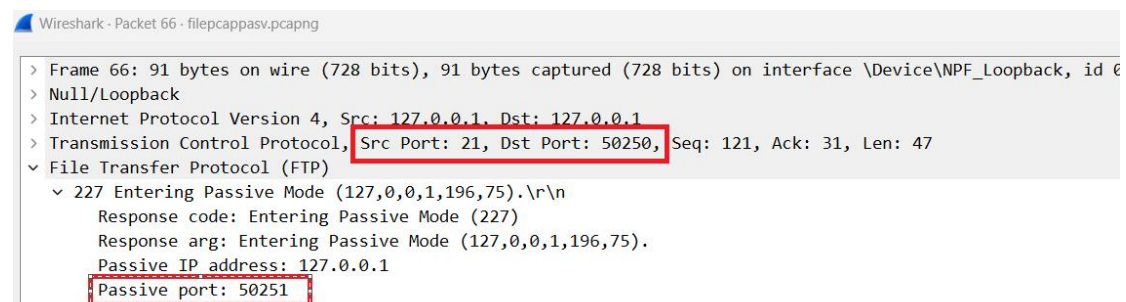 Wireshark · Packet 66 · filepcappasv.pcapng
> Frame 66: 91 bytes on wire (728 bits), 91 bytes captured (728 bits) on interface \Device\NPF_Loopback, id
> Null/Loopback
> Internet Protocol Version 4, Src: 127.0.0.1, Dst: 127.0.0.1
> Transmission Control Protocol, Src Port: 21, Dst Port: 50250, Seq: 121, Ack: 31, Len: 47
File Transfer Protocol (FTP)
227 Entering Passive Mode (127,0,0,1,196,75).\r\n
Response code: Entering Passive Mode (227)
Response arg: Entering Passive Mode (127,0,0,1,196,75).
Passive IP address: 127.0.0.1
Passive port: 50251